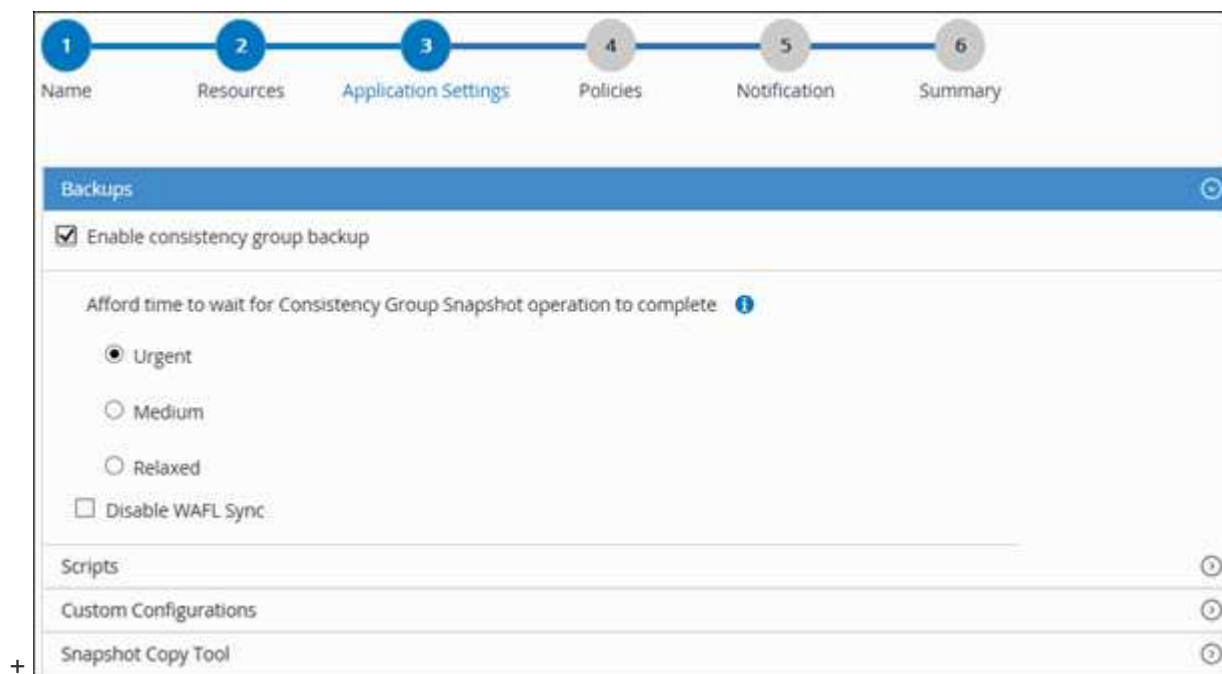 1 2 3 4 5 6
Name Resources Application Settings Policies Notification Summary
Backups
Enable consistency group backup
Afford time to wait for Consistency Group Snapshot operation to complete i
Urgent
Medium
Relaxed
Disable WAFL Sync
Scripts
Custom Configurations
+ Snapshot Copy Tool